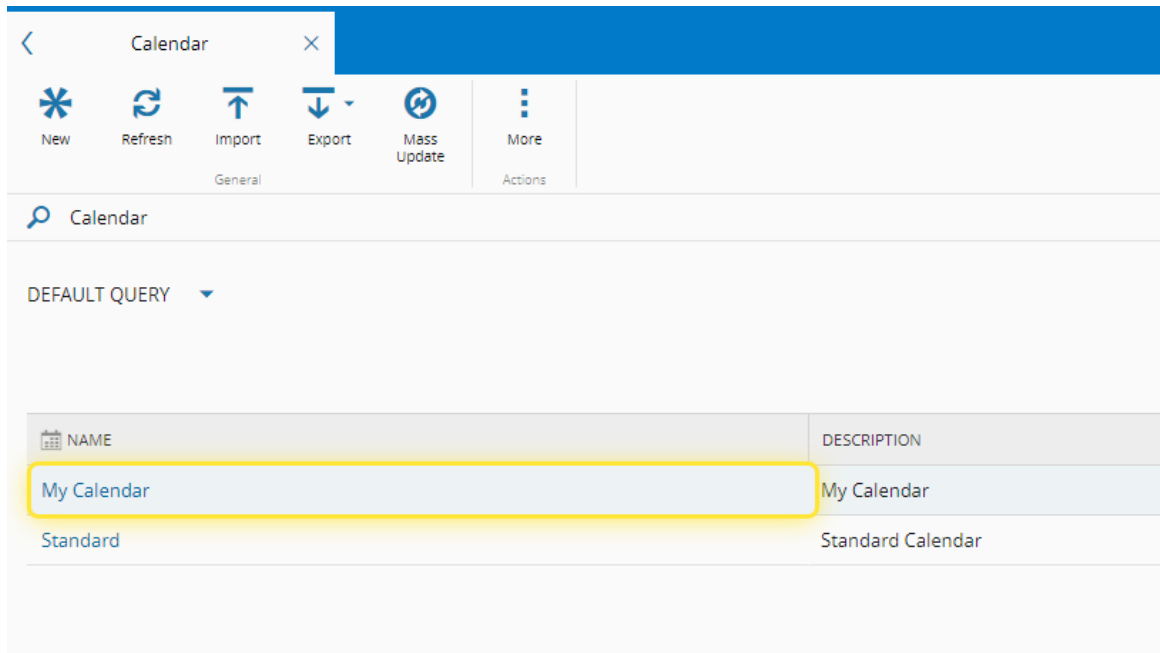 Calendar
New Refresh Import Export Mass Update More
General Actions
Calendar
DEFAULT QUERY
NAME DESCRIPTION
My Calendar My Calendar
Standard Standard Calendar